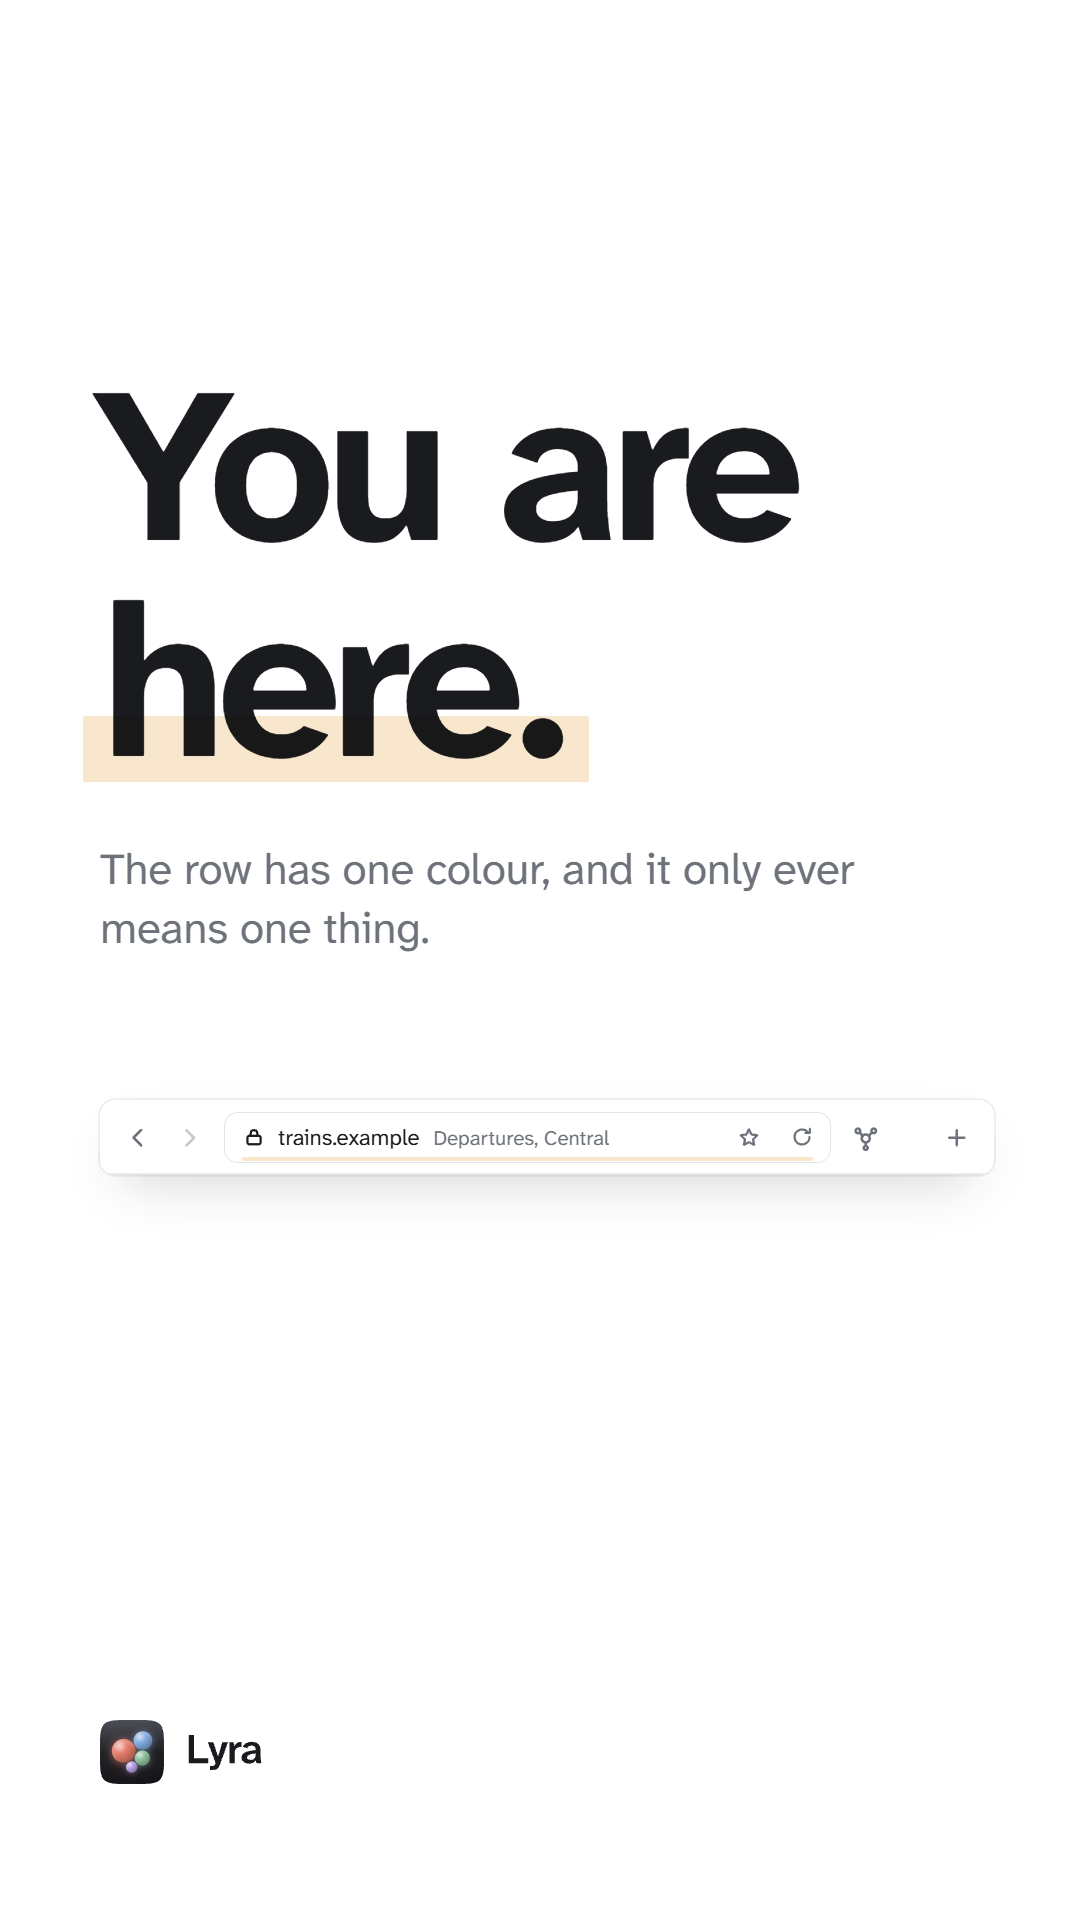 You are
here.
The row has one colour, and it only ever
means one thing.
trains.example Departures, Central
Lyra